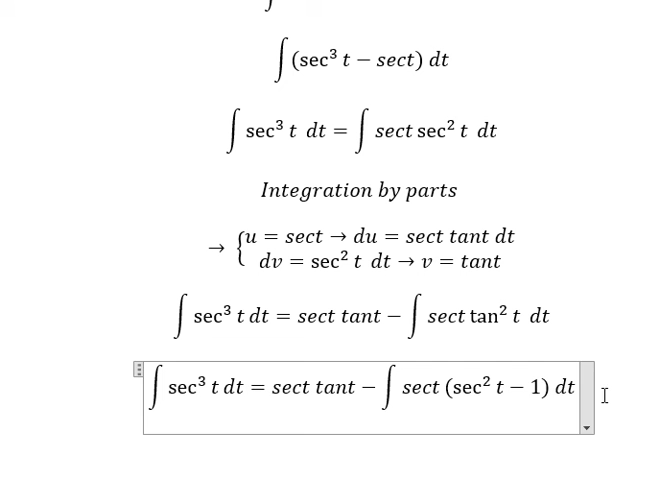 ∫(sec³ t − sect) dt
∫ sec³ t dt = ∫ sect sec² t dt
Integration by parts
→ {u = sect → du = sect tant dt
dv = sec² t dt → v = tant
∫ sec³ t dt = sect tant − ∫ sect tan² t dt
∫ sec³ t dt = sect tant − ∫ sect (sec² t − 1) dt